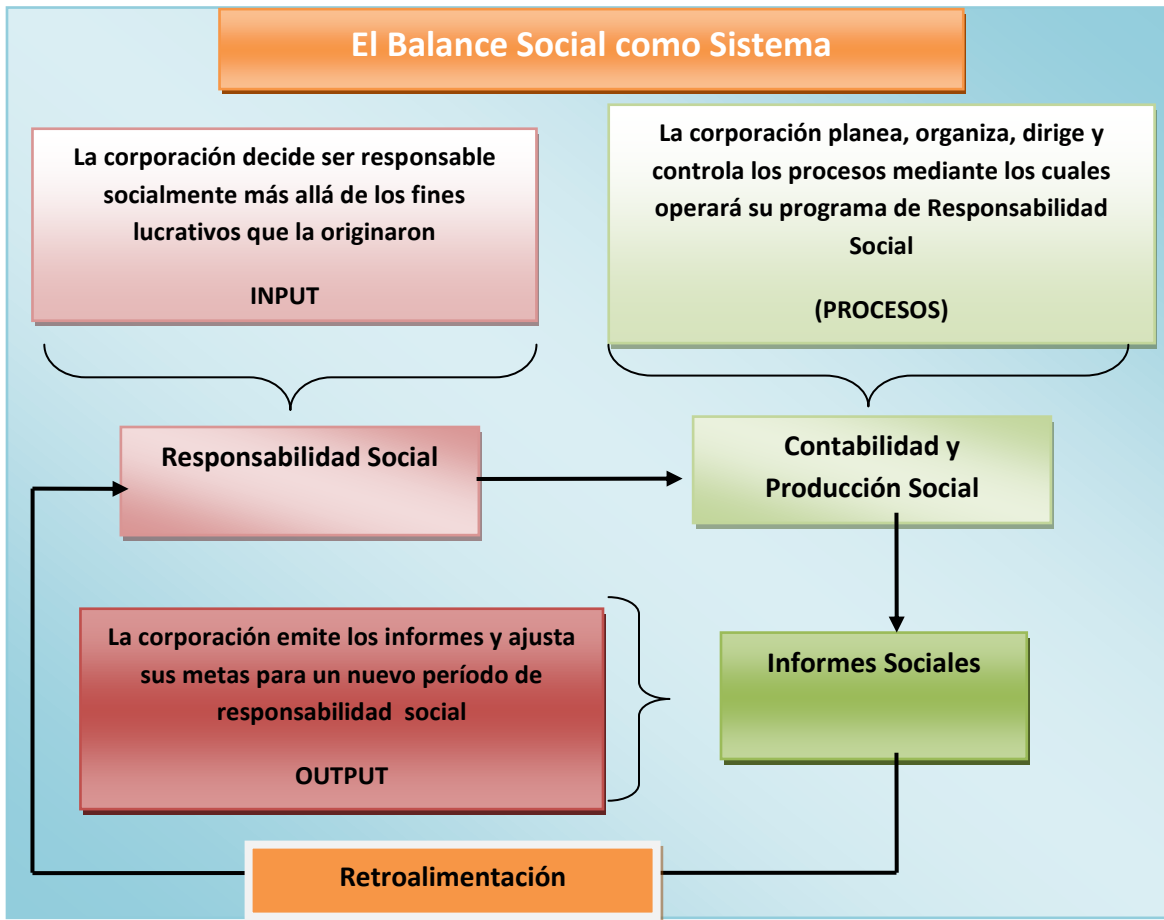 El Balance Social como Sistema
La corporación decide ser responsable
socialmente más allá de los fines
lucrativos que la originaron
INPUT
La corporación planea, organiza, dirige y
controla los procesos mediante los cuales
operará su programa de Responsabilidad
Social
(PROCESOS)
Responsabilidad Social
Contabilidad y
Producción Social
La corporación emite los informes y ajusta
sus metas para un nuevo período de
responsabilidad social
OUTPUT
Informes Sociales
Retroalimentación